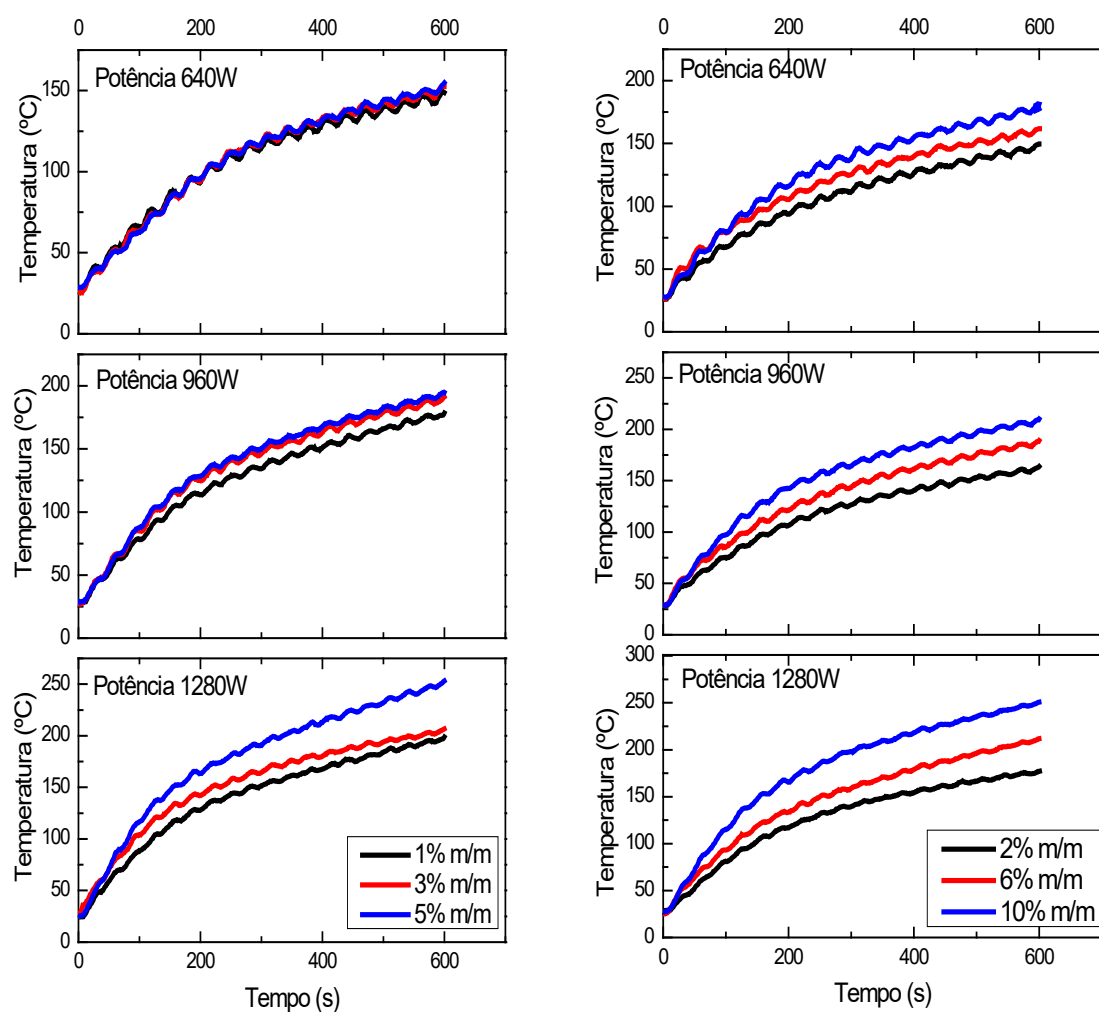 0 200 400 600
Potência 640W
Temperatura (ºC)
150
100
50
0
Potência 960W
Temperatura (ºC)
200
150
100
50
0
Potência 1280W
Temperatura (ºC)
250
200
150
100
50
0
1% m/m
3% m/m
5% m/m
0 200 400 600
Tempo (s)
0 200 400 600
Potência 640W
Temperatura (ºC)
200
150
100
50
0
Potência 960W
Temperatura (ºC)
250
200
150
100
50
0
Potência 1280W
Temperatura (ºC)
300
250
200
150
100
50
0
2% m/m
6% m/m
10% m/m
0 200 400 600
Tempo (s)